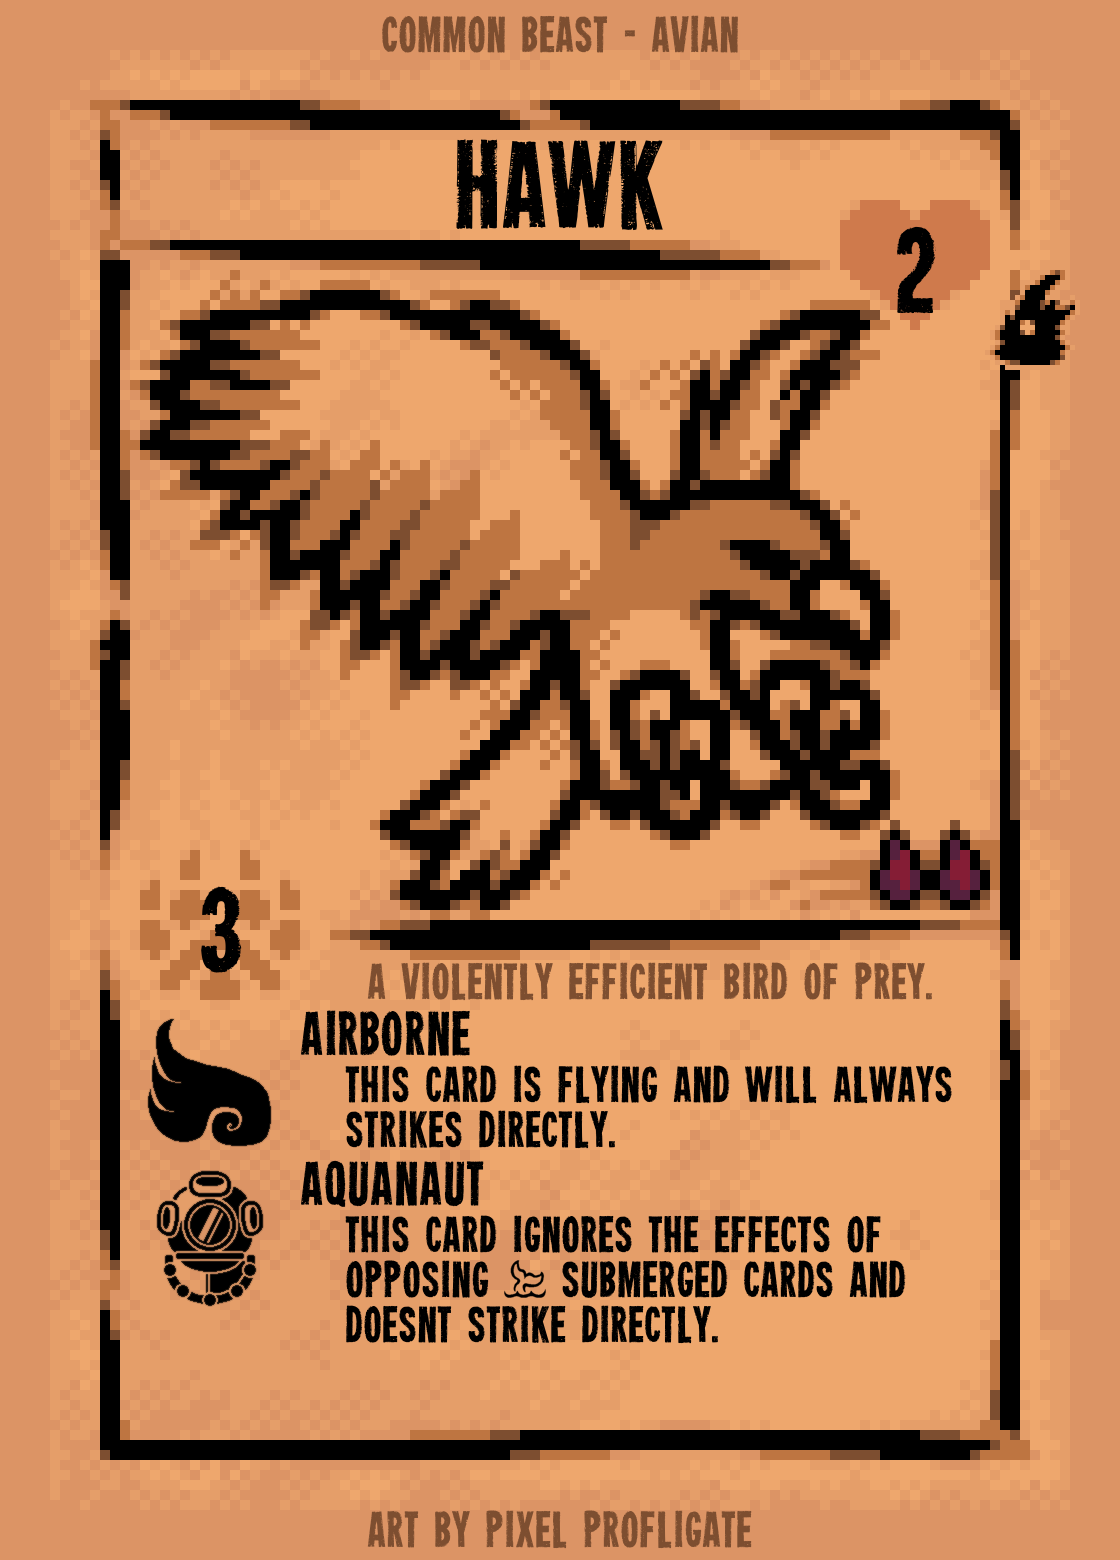 COMMON BEAST - AVIAN
HAWK
2
3
A VIOLENTLY EFFICIENT BIRD OF PREY.
AIRBORNE
THIS CARD IS FLYING AND WILL ALWAYS
STRIKES DIRECTLY.
AQUANAUT
THIS CARD IGNORES THE EFFECTS OF
OPPOSING SUBMERGED CARDS AND
DOESNT STRIKE DIRECTLY.
ART BY PIXEL PROFLIGATE